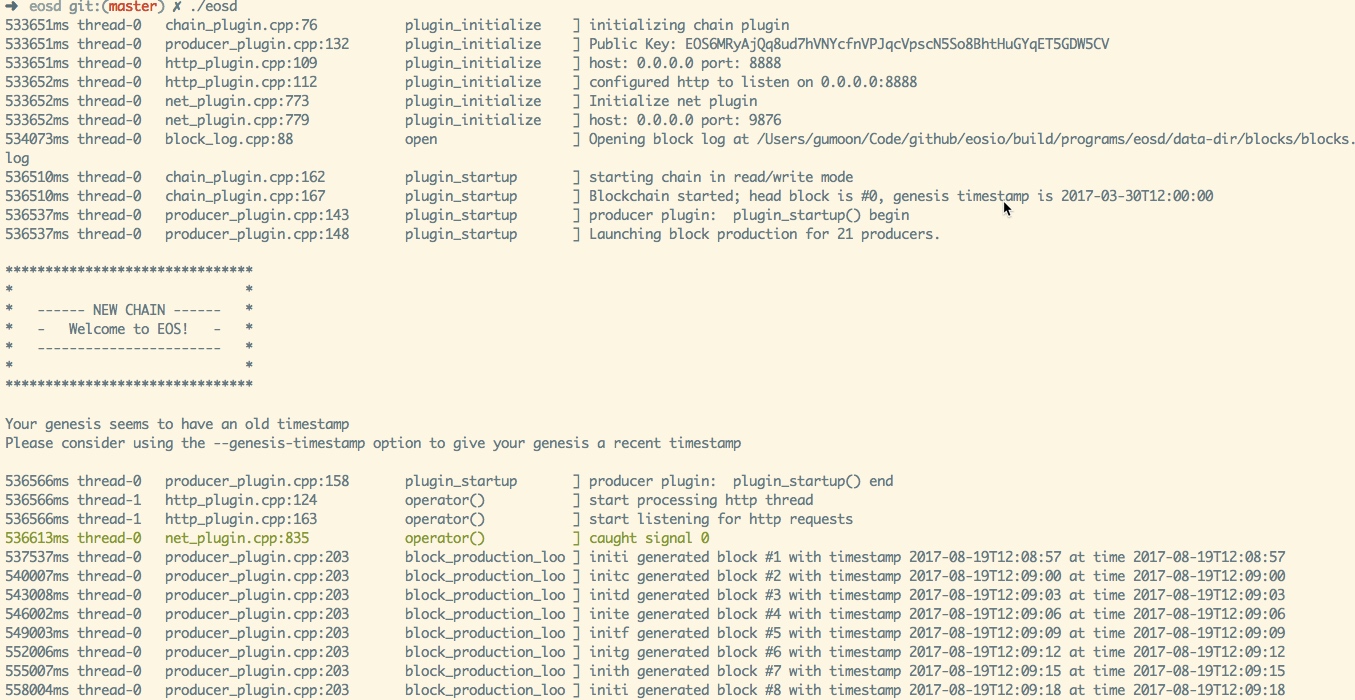 ➜ eosd git:(master) ✗ ./eosd
533651ms thread-0 chain_plugin.cpp:76 plugin_initialize ] initializing chain plugin
533651ms thread-0 producer_plugin.cpp:132 plugin_initialize ] Public Key: EOS6MRyAjQq8ud7hVNYcfnVPJqcVpscN5So8BhtHuGYqET5GDW5CV
533651ms thread-0 http_plugin.cpp:109 plugin_initialize ] host: 0.0.0.0 port: 8888
533652ms thread-0 http_plugin.cpp:112 plugin_initialize ] configured http to listen on 0.0.0.0:8888
533652ms thread-0 net_plugin.cpp:773 plugin_initialize ] Initialize net plugin
533652ms thread-0 net_plugin.cpp:779 plugin_initialize ] host: 0.0.0.0 port: 9876
534073ms thread-0 block_log.cpp:88 open ] Opening block log at /Users/gumoon/Code/github/eosio/build/programs/eosd/data-dir/blocks/blocks.
log
536510ms thread-0 chain_plugin.cpp:162 plugin_startup ] starting chain in read/write mode
536510ms thread-0 chain_plugin.cpp:167 plugin_startup ] Blockchain started; head block is #0, genesis timestamp is 2017-03-30T12:00:00
536537ms thread-0 producer_plugin.cpp:143 plugin_startup ] producer plugin:  plugin_startup() begin
536537ms thread-0 producer_plugin.cpp:148 plugin_startup ] Launching block production for 21 producers.
*******************************
* *
* ------ NEW CHAIN ------ *
* - Welcome to EOS! - *
* ----------------------- *
* *
*******************************
Your genesis seems to have an old timestamp
Please consider using the --genesis-timestamp option to give your genesis a recent timestamp
536566ms thread-0 producer_plugin.cpp:158 plugin_startup ] producer plugin:  plugin_startup() end
536566ms thread-1 http_plugin.cpp:124 operator() ] start processing http thread
536566ms thread-1 http_plugin.cpp:163 operator() ] start listening for http requests
536613ms thread-0 net_plugin.cpp:835 operator() ] caught signal 0
537537ms thread-0 producer_plugin.cpp:203 block_production_loo ] initi generated block #1 with timestamp 2017-08-19T12:08:57 at time 2017-08-19T12:08:57
540007ms thread-0 producer_plugin.cpp:203 block_production_loo ] initc generated block #2 with timestamp 2017-08-19T12:09:00 at time 2017-08-19T12:09:00
543008ms thread-0 producer_plugin.cpp:203 block_production_loo ] initd generated block #3 with timestamp 2017-08-19T12:09:03 at time 2017-08-19T12:09:03
546002ms thread-0 producer_plugin.cpp:203 block_production_loo ] inite generated block #4 with timestamp 2017-08-19T12:09:06 at time 2017-08-19T12:09:06
549003ms thread-0 producer_plugin.cpp:203 block_production_loo ] initf generated block #5 with timestamp 2017-08-19T12:09:09 at time 2017-08-19T12:09:09
552006ms thread-0 producer_plugin.cpp:203 block_production_loo ] initg generated block #6 with timestamp 2017-08-19T12:09:12 at time 2017-08-19T12:09:12
555007ms thread-0 producer_plugin.cpp:203 block_production_loo ] inith generated block #7 with timestamp 2017-08-19T12:09:15 at time 2017-08-19T12:09:15
558004ms thread-0 producer_plugin.cpp:203 block_production_loo ] initi generated block #8 with timestamp 2017-08-19T12:09:18 at time 2017-08-19T12:09:18